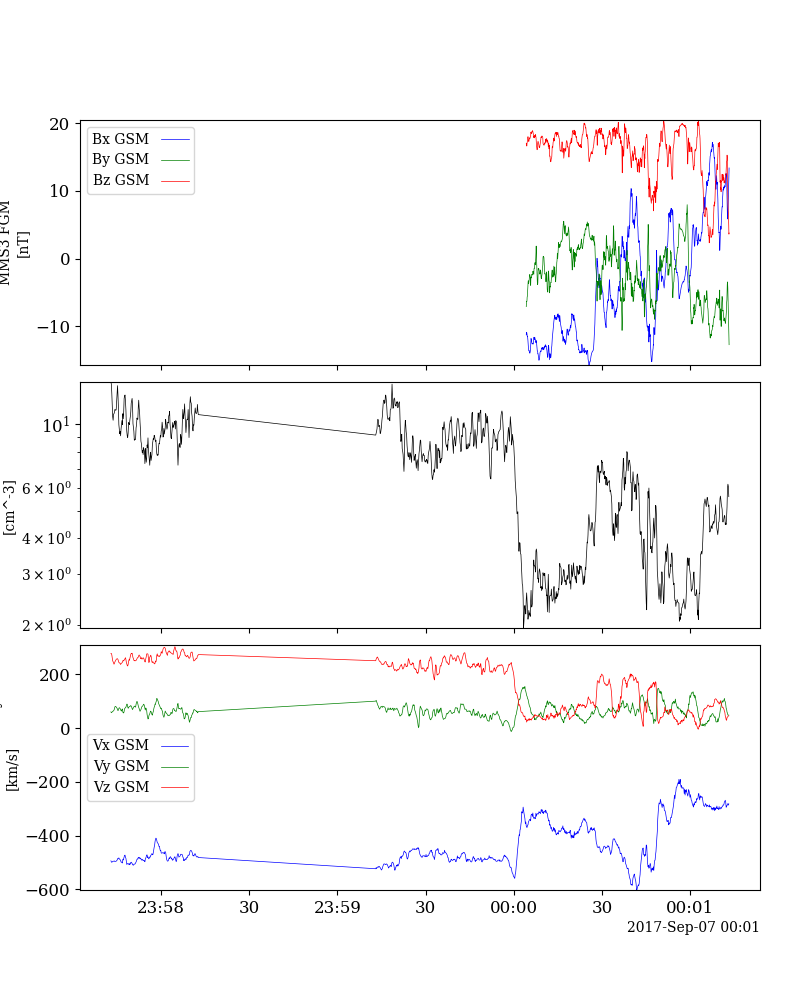 20
10
0
−10
MMS3 FGM
[nT]
Bx GSM
By GSM
Bz GSM
10¹
6 × 10⁰
4 × 10⁰
3 × 10⁰
2 × 10⁰
[cm^-3]
200
0
−200
−400
−600
[km/s]
Vx GSM
Vy GSM
Vz GSM
23:58
30
23:59
30
00:00
30
00:01
2017-Sep-07 00:01